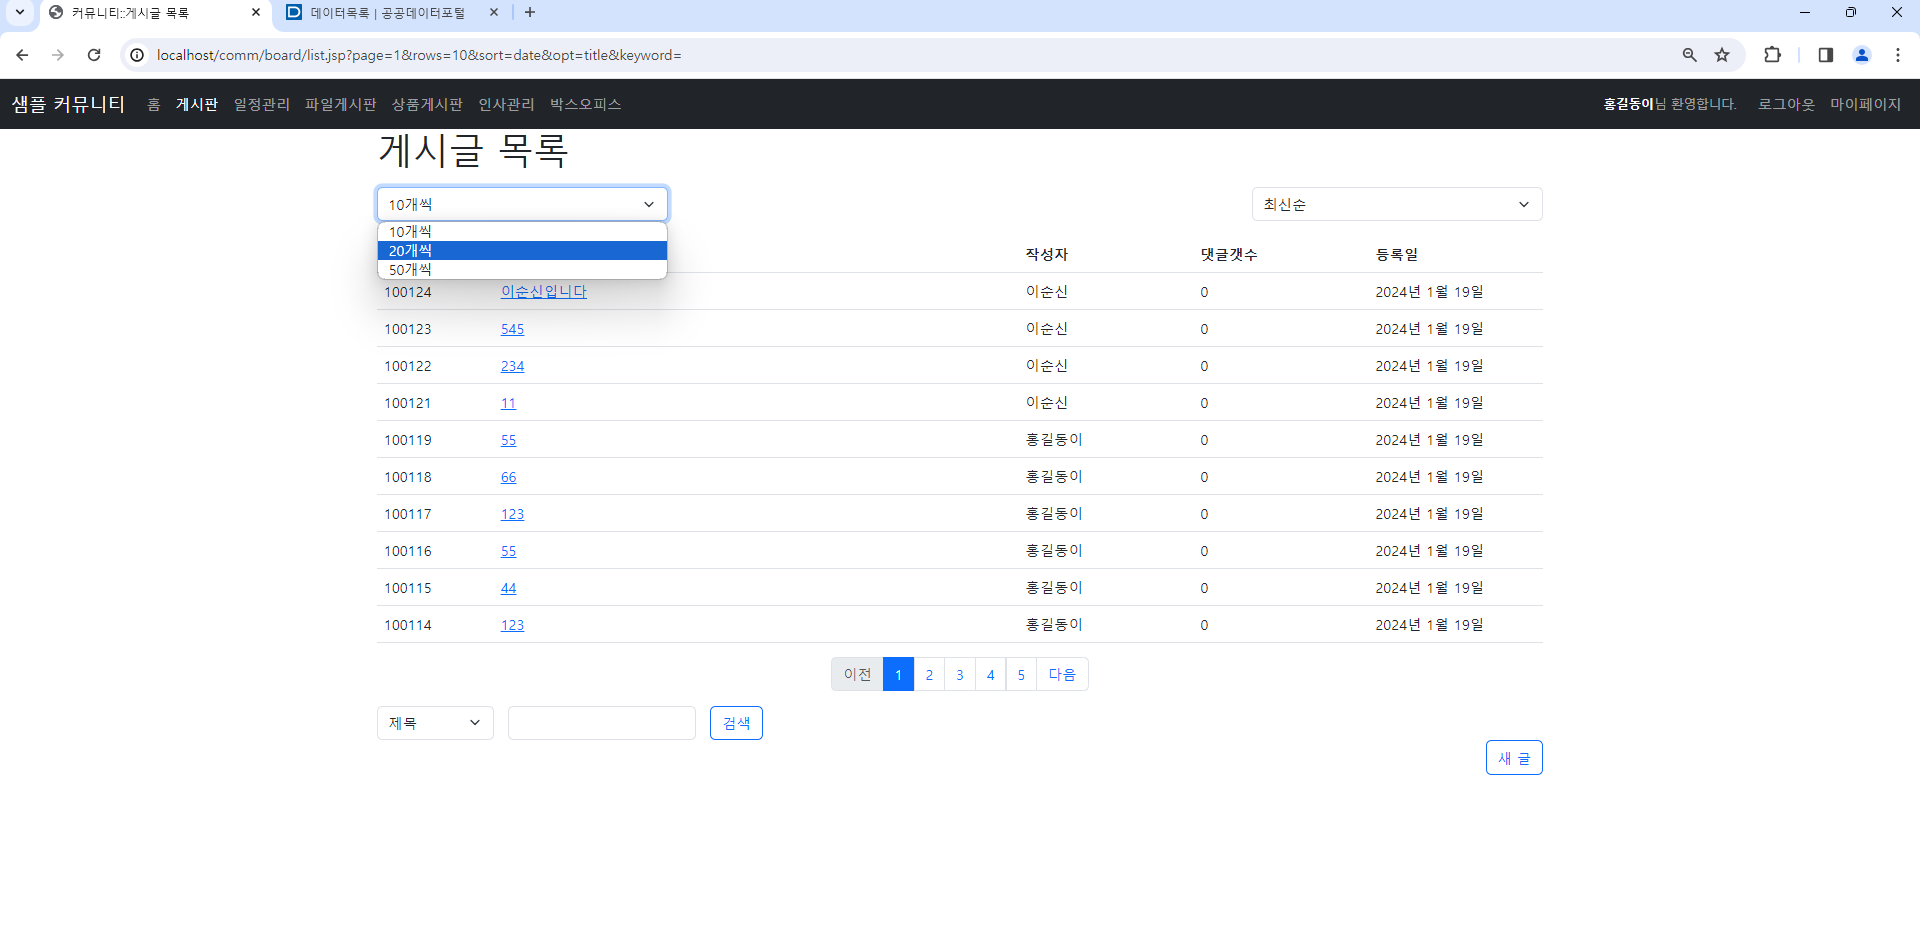 커뮤니티::게시글 목록
데이터목록 | 공공데이터포털
localhost/comm/board/list.jsp?page=1&rows=10&sort=date&opt=title&keyword=
샘플 커뮤니티 홈 게시판 일정관리 파일게시판 상품게시판 인사관리 박스오피스 홍길동이님 환영합니다. 로그아웃 마이페이지
게시글 목록
10개씩 최신순
10개씩
20개씩
50개씩
작성자 댓글갯수 등록일
100124 이순신입니다 이순신 0 2024년 1월 19일
100123 545 이순신 0 2024년 1월 19일
100122 234 이순신 0 2024년 1월 19일
100121 11 이순신 0 2024년 1월 19일
100119 55 홍길동이 0 2024년 1월 19일
100118 66 홍길동이 0 2024년 1월 19일
100117 123 홍길동이 0 2024년 1월 19일
100116 55 홍길동이 0 2024년 1월 19일
100115 44 홍길동이 0 2024년 1월 19일
100114 123 홍길동이 0 2024년 1월 19일
이전 1 2 3 4 5 다음
제목 검색
새 글